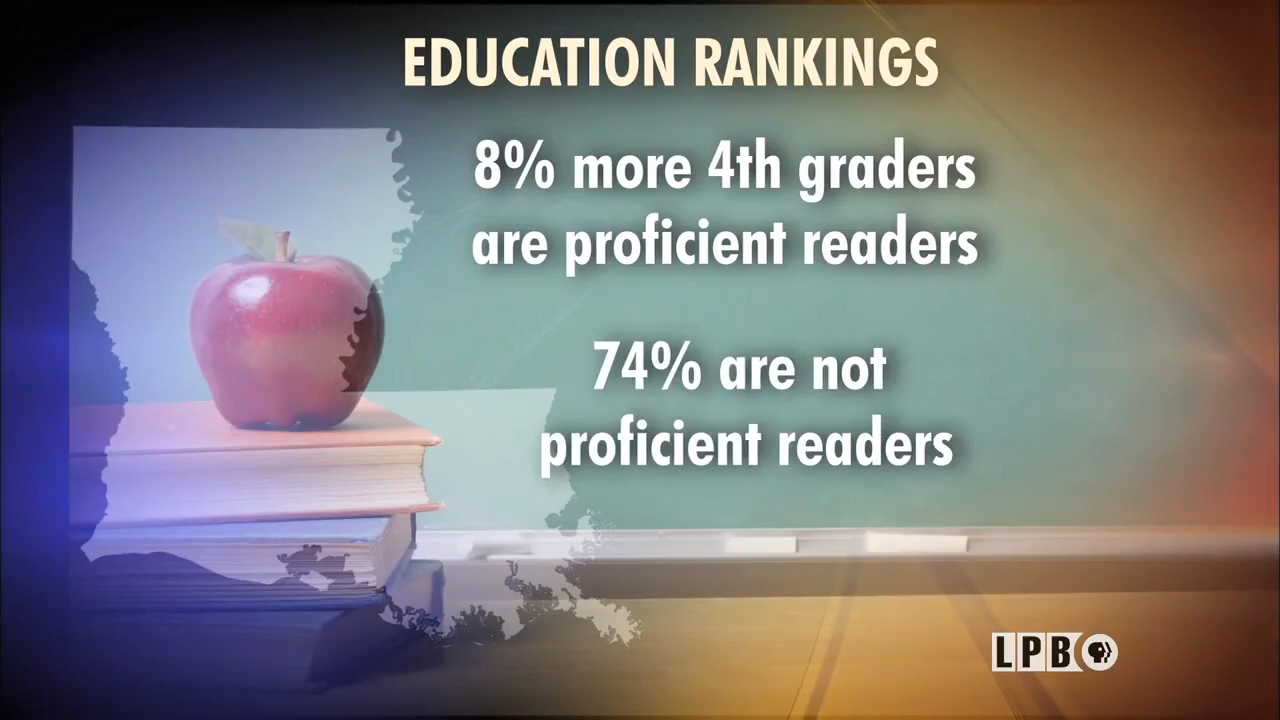 EDUCATION RANKINGS
8% more 4th graders
are proficient readers
74% are not
proficient readers
LPB